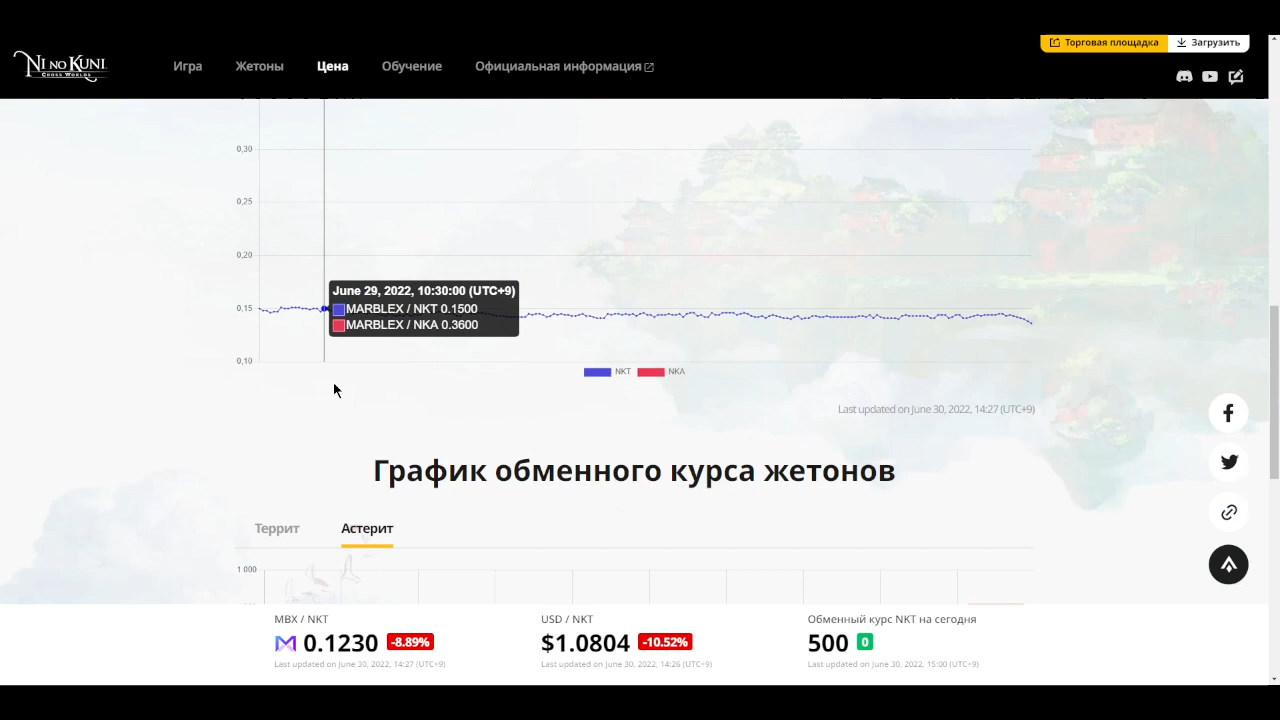 Торговая площадка
Загрузить
NI NO KUNI
CROSS WORLDS
Игра
Жетоны
Цена
Обучение
Официальная информация
0,30
0,25
0,20
0,15
0,10
June 29, 2022, 10:30:00 (UTC+9)
MARBLEX / NKT 0.1500
MARBLEX / NKA 0.3600
NKT
NKA
Last updated on June 30, 2022, 14:27 (UTC+9)
График обменного курса жетонов
Террит
Астерит
1 000
MBX / NKT
0.1230 -8.89%
Last updated on June 30, 2022, 14:27 (UTC+9)
USD / NKT
$1.0804 -10.52%
Last updated on June 30, 2022, 14:26 (UTC+9)
Обменный курс NKT на сегодня
500 0
Last updated on June 30, 2022, 15:00 (UTC+9)